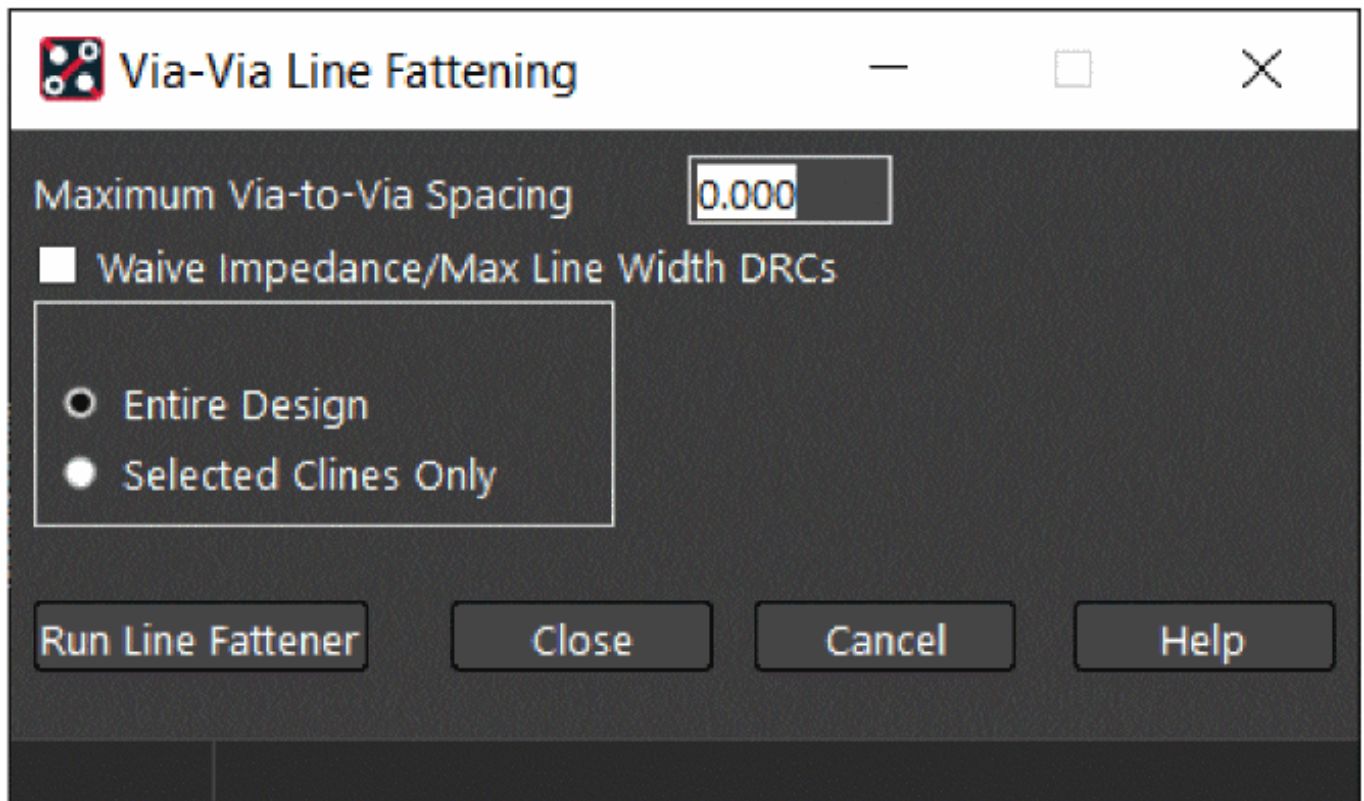 Via-Via Line Fattening
Maximum Via-to-Via Spacing 0.000
Waive Impedance/Max Line Width DRCs
Entire Design
Selected Clines Only
Run Line Fattener Close Cancel Help